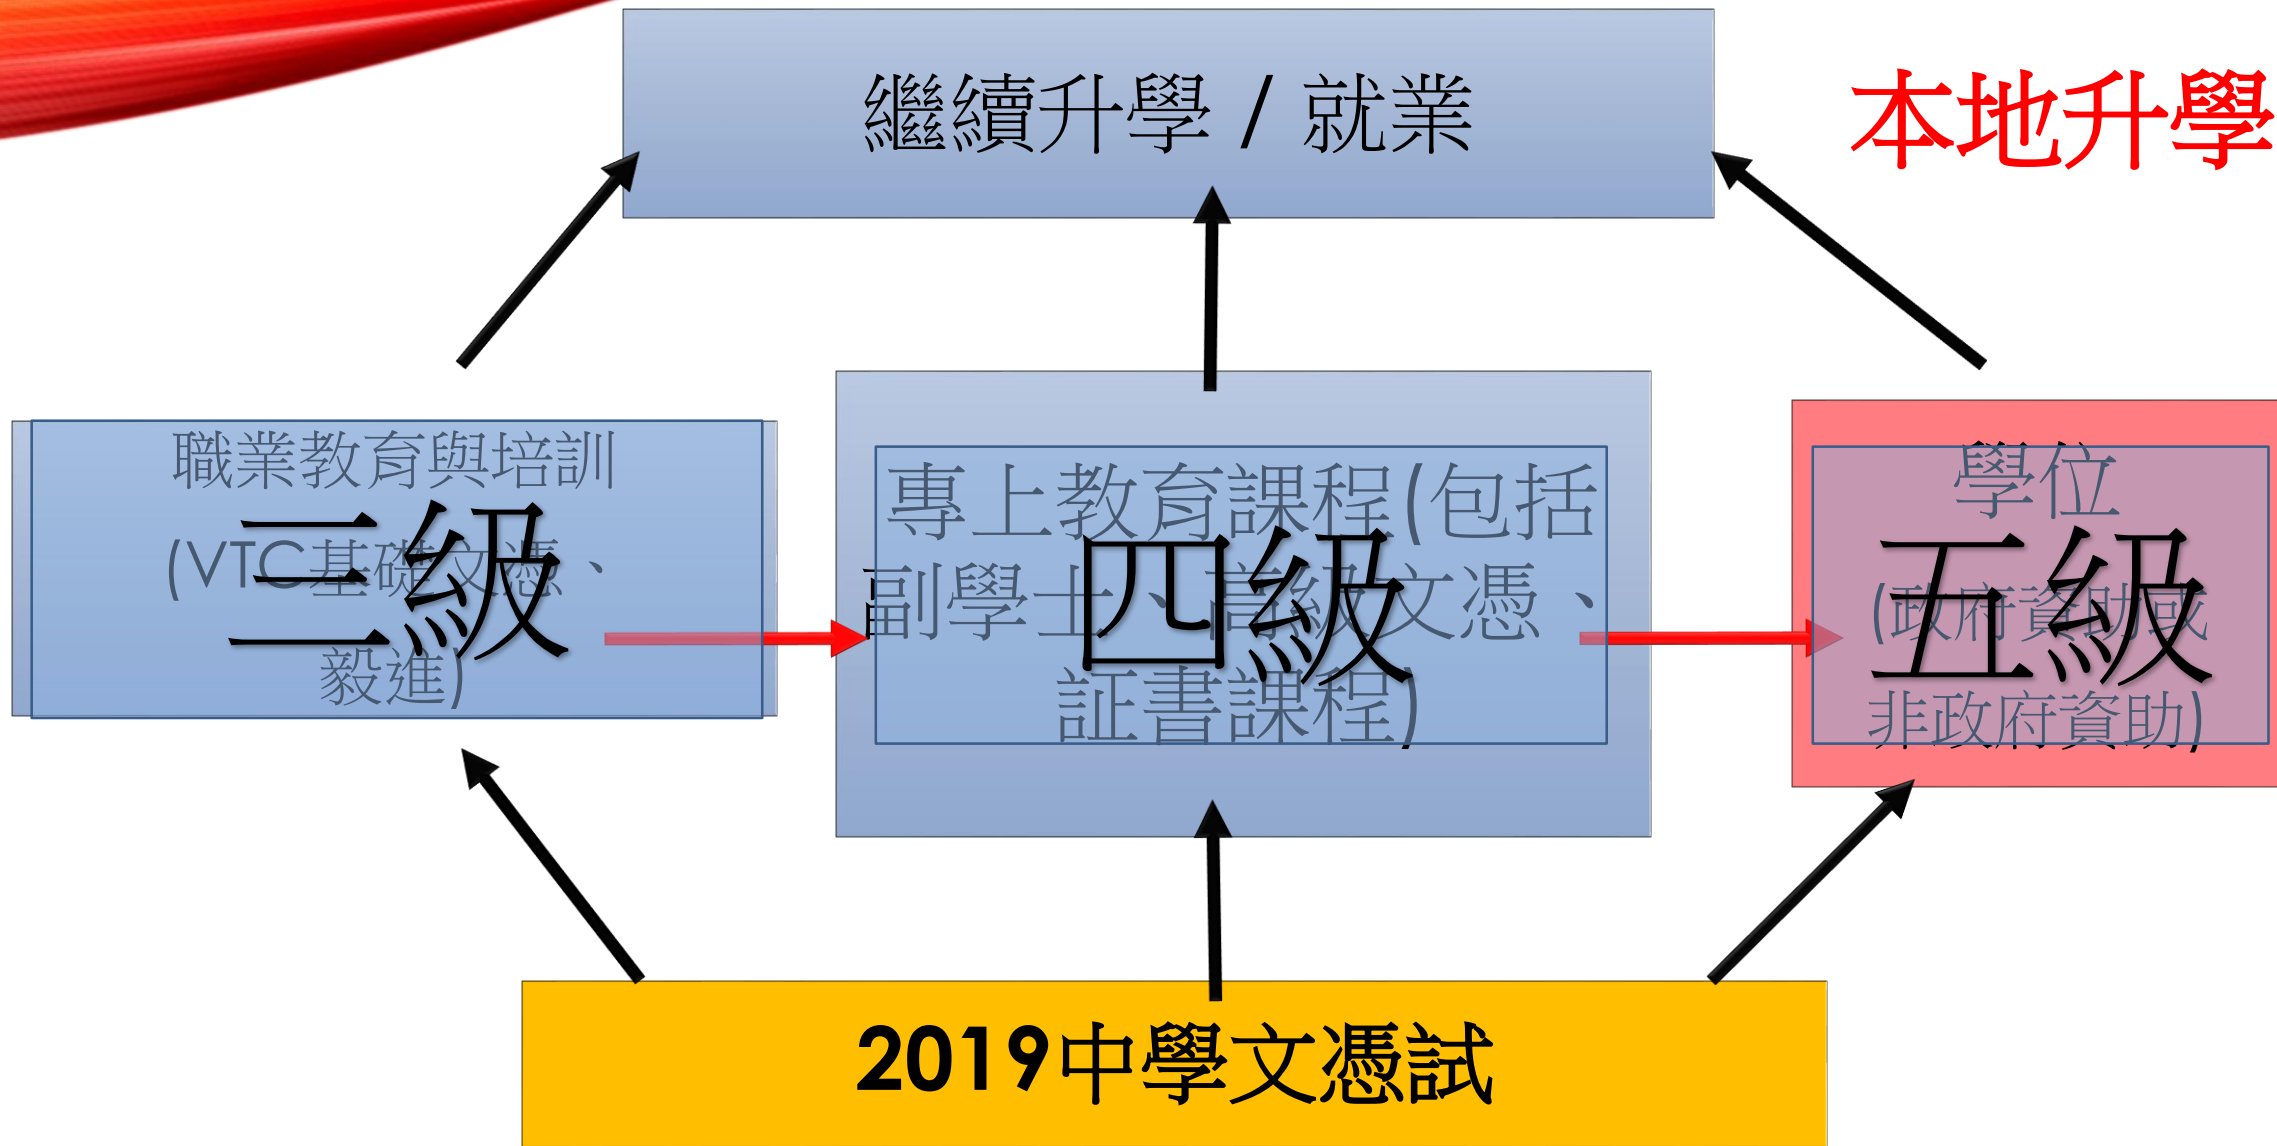 繼續升學 / 就業
本地升學
職業教育與培訓
(VTC基礎文憑、
毅進)
三級
專上教育課程(包括
副學士、高級文憑、
証書課程)
四級
學位
(政府資助或
非政府資助)
五級
2019中學文憑試